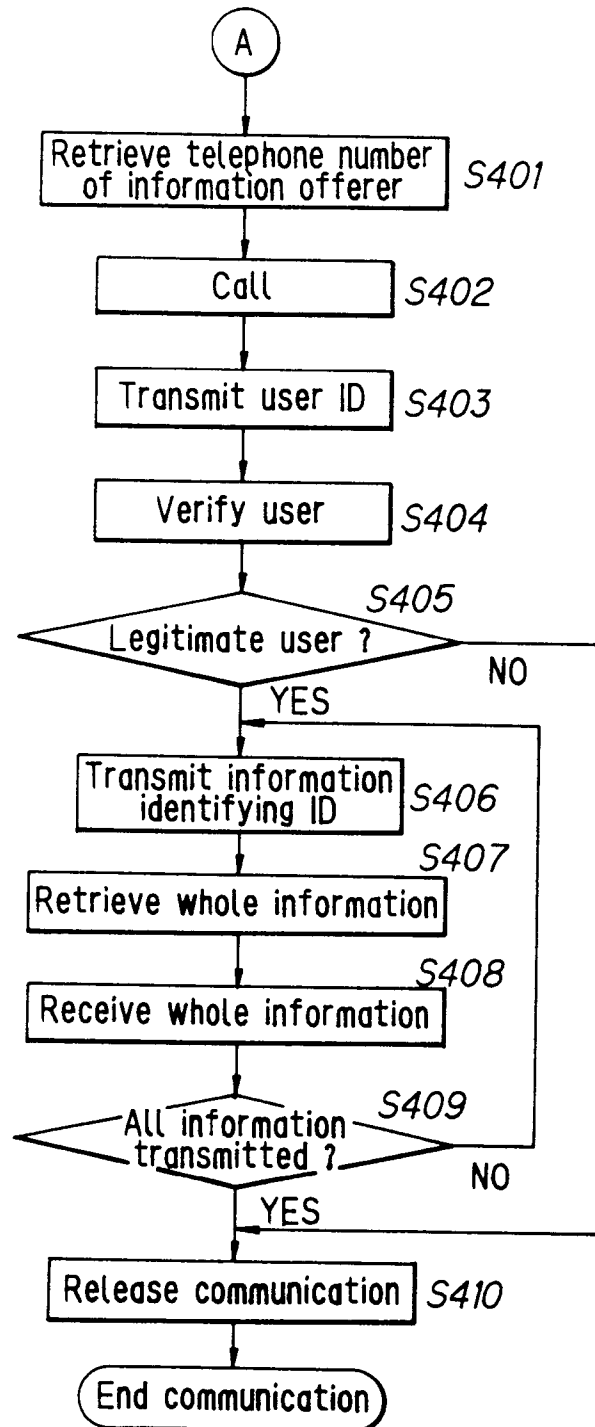 A
Retrieve telephone number
of information offerer
S401
Call
S402
Transmit user ID
S403
Verify user
S404
S405
Legitimate user ?
NO
YES
Transmit information
identifying ID
S406
S407
Retrieve whole information
S408
Receive whole information
S409
All information
transmitted ?
NO
YES
Release communication
S410
End communication